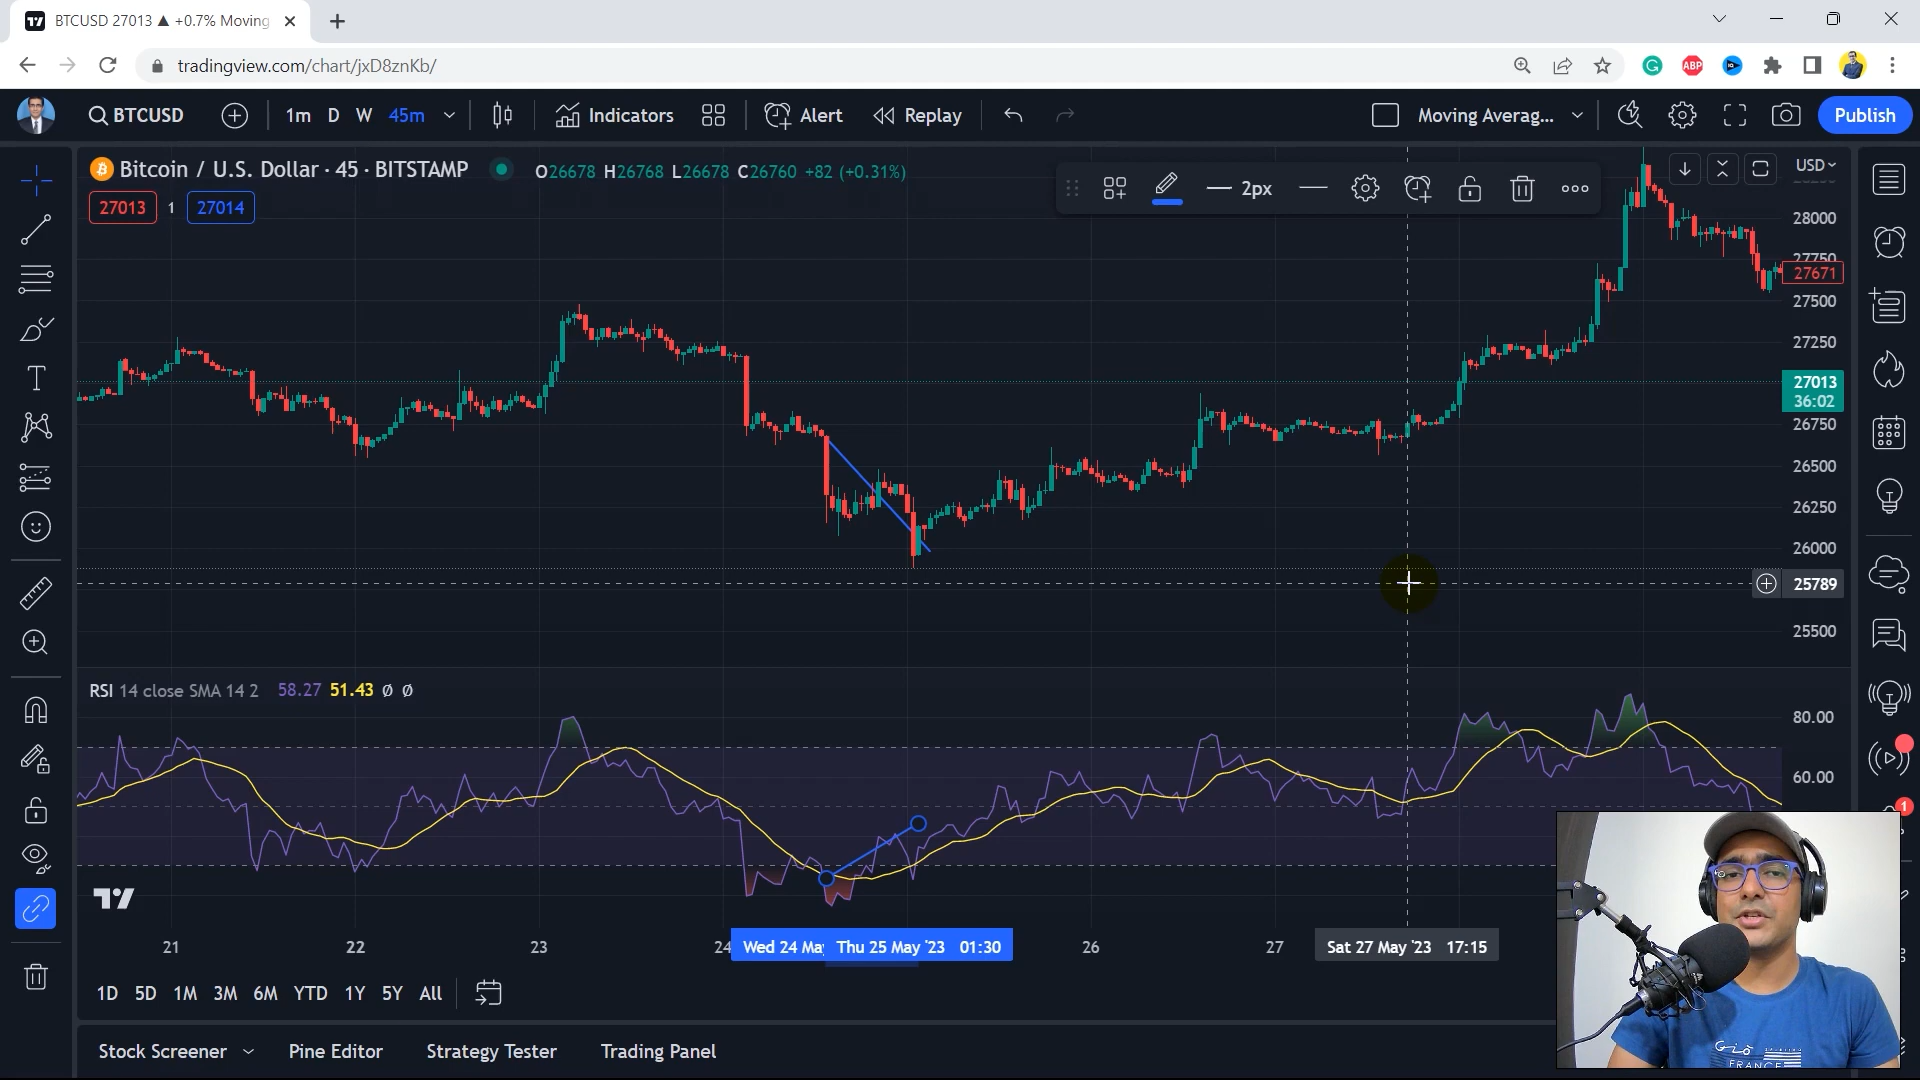 BTCUSD 27013 ▲ +0.7% Moving
tradingview.com/chart/jxD8znKb/
ABP
BTCUSD 1m D W 45m Indicators Alert Replay Moving Averag... Publish
Bitcoin / U.S. Dollar · 45 · BITSTAMP O26678 H26768 L26678 C26760 +82 (+0.31%)
USD
2px
27013 1 27014
28000
27750
27671
27500
27250
27013
36:02
26750
26500
26250
26000
25789
25500
RSI 14 close SMA 14 2 58.27 51.43 Ø Ø
80.00
60.00
1
21 22 23 24 Wed 24 Ma Thu 25 May '23 01:30 26 27 Sat 27 May '23 17:15
1D 5D 1M 3M 6M YTD 1Y 5Y All
Stock Screener Pine Editor Strategy Tester Trading Panel
Giò
FRANCE